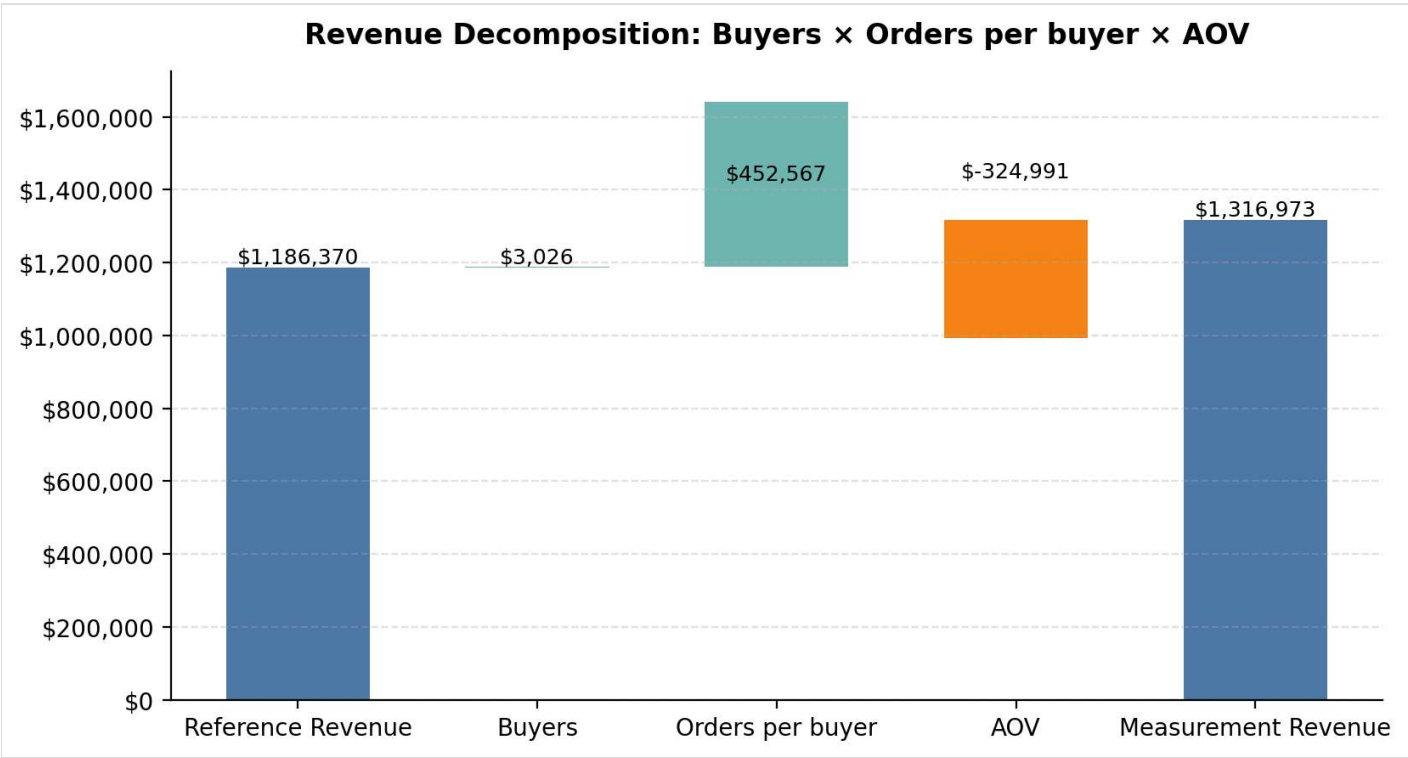 Revenue Decomposition: Buyers × Orders per buyer × AOV
$1,600,000
$1,400,000
$1,200,000
$1,000,000
$800,000
$600,000
$400,000
$200,000
$0
$1,186,370
$3,026
$452,567
$-324,991
$1,316,973
Reference Revenue
Buyers
Orders per buyer
AOV
Measurement Revenue